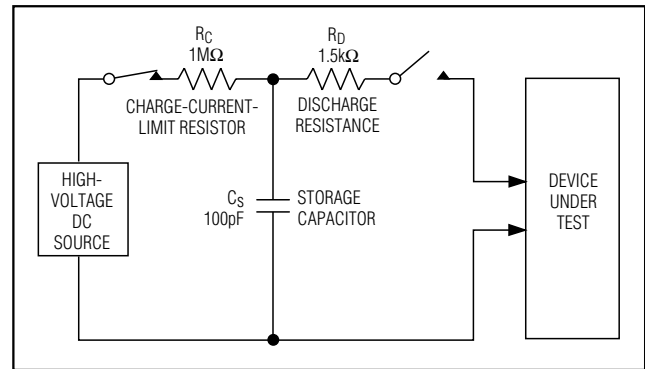 RC
1MΩ
CHARGE-CURRENT-
LIMIT RESISTOR
RD
1.5kΩ
DISCHARGE
RESISTANCE
HIGH-
VOLTAGE
DC
SOURCE
CS
100pF
STORAGE
CAPACITOR
DEVICE
UNDER
TEST